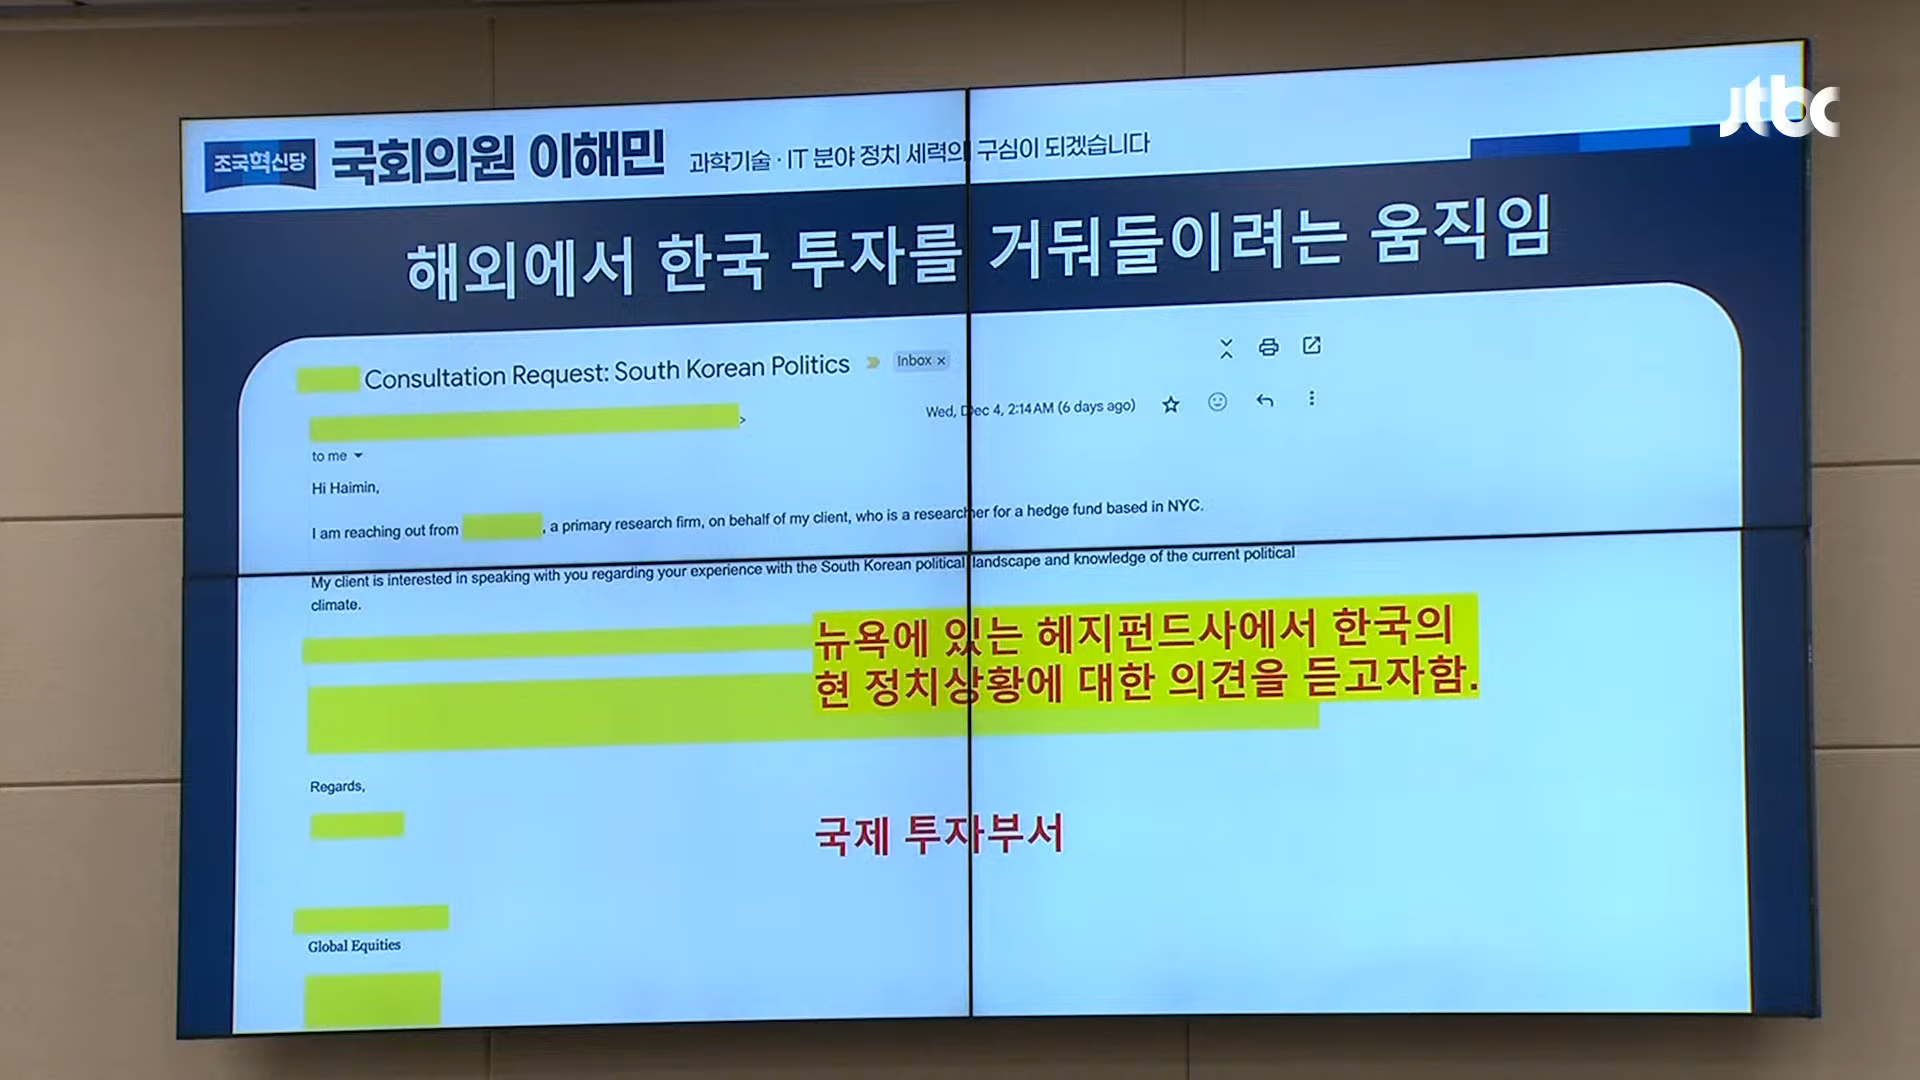 jtbc
조국혁신당 국회의원 이해민 과학기술·IT 분야 정치 세력의 구심이 되겠습니다
해외에서 한국 투자를 거둬들이려는 움직임
Consultation Request: South Korean Politics Inbox ×
Wed, Dec 4, 2:14 AM (6 days ago)
to me
Hi Haimin,
I am reaching out from , a primary research firm, on behalf of my client, who is a researcher for a hedge fund based in NYC.
My client is interested in speaking with you regarding your experience with the South Korean political landscape and knowledge of the current political
climate.
뉴욕에 있는 헤지펀드사에서 한국의
현 정치상황에 대한 의견을 듣고자함.
Regards,
국제 투자부서
Global Equities